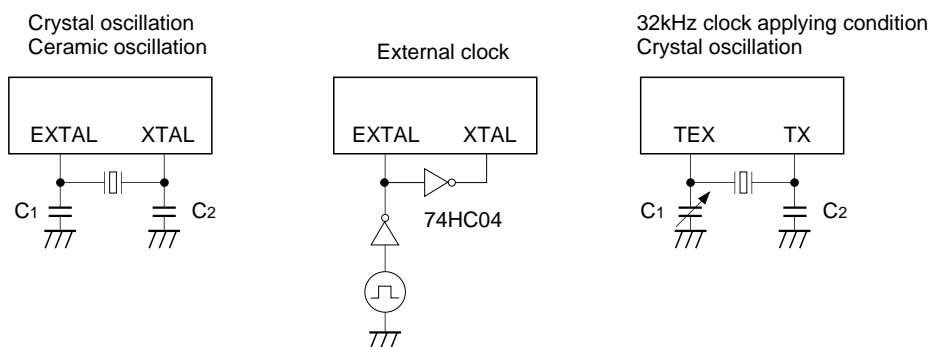 Crystal oscillation
Ceramic oscillation
EXTAL XTAL
C1 C2
External clock
EXTAL XTAL
74HC04
32kHz clock applying condition
Crystal oscillation
TEX TX
C1 C2